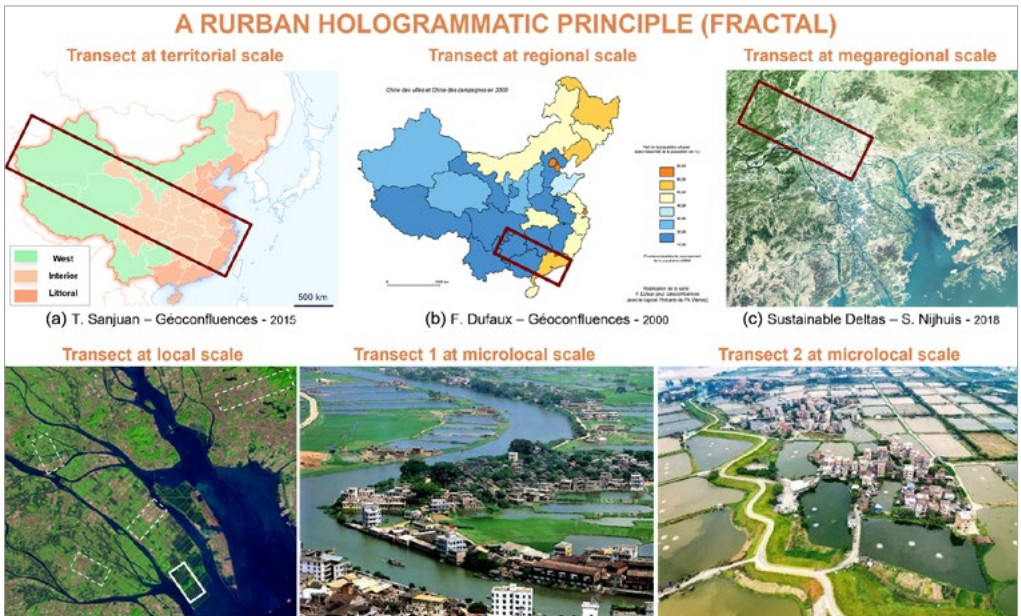 A RURBAN HOLOGRAMMATIC PRINCIPLE (FRACTAL)
Transect at territorial scale
Transect at regional scale
Transect at megaregional scale
Chine des villes et Chine des campagnes en 2000
West
Interior
Littoral
500 km
(a) T. Sanjuan – Géoconfluences - 2015
(b) F. Dufaux – Géoconfluences - 2000
(c) Sustainable Deltas – S. Nijhuis - 2018
Transect at local scale
Transect 1 at microlocal scale
Transect 2 at microlocal scale